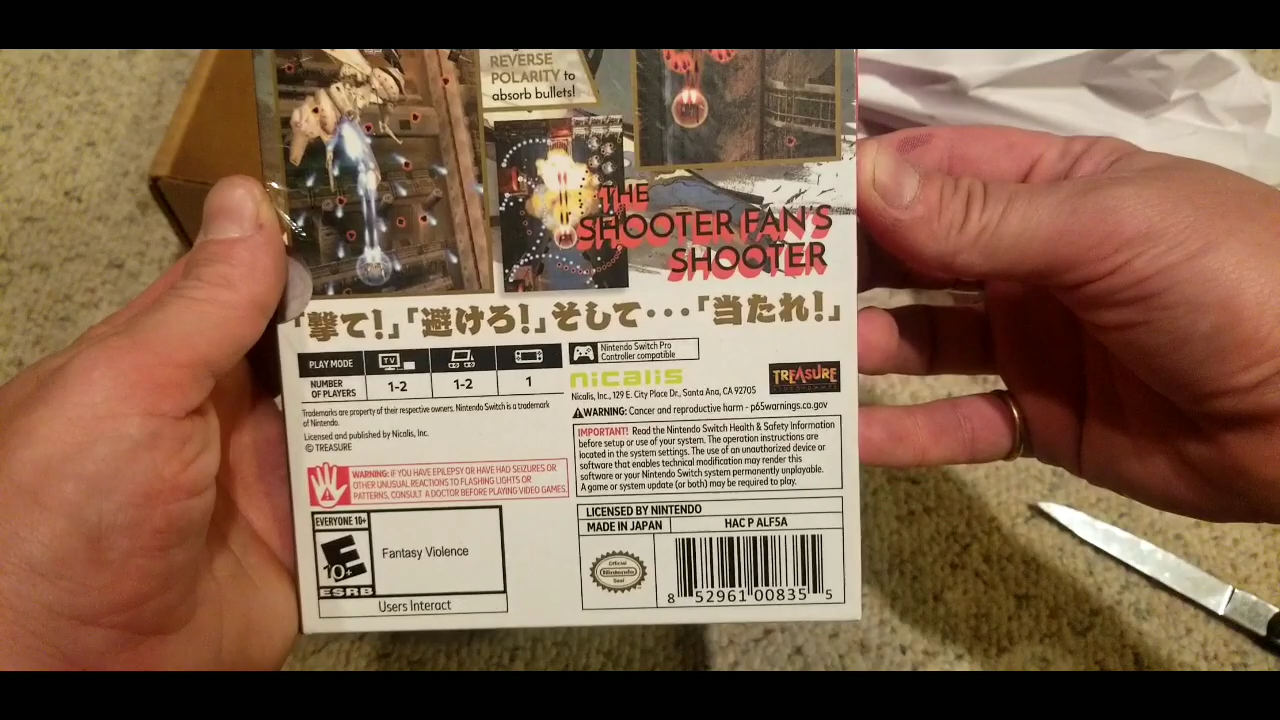 REVERSE
POLARITY to
absorb bullets!
THE
SHOOTER FAN'S
SHOOTER
「撃て!」「避けろ!」そして・・・「当たれ!」
PLAY MODE
TV
NUMBER
OF PLAYERS
1-2
1-2
1
Nintendo Switch Pro
Controller compatible
nicalis
TREASURE
VIDEO GAMES
Nicalis, Inc., 129 E. City Place Dr., Santa Ana, CA 92705
WARNING: Cancer and reproductive harm - p65warnings.ca.gov
Trademarks are property of their respective owners. Nintendo Switch is a trademark
of Nintendo.
Licensed and published by Nicalis, Inc.
© TREASURE
IMPORTANT! Read the Nintendo Switch Health & Safety Information
before setup or use of your system. The operation instructions are
located in the system settings. The use of an unauthorized device or
software that enables technical modification may render this
software or your Nintendo Switch system permanently unplayable.
A game or system update (or both) may be required to play.
WARNING: IF YOU HAVE EPILEPSY OR HAVE HAD SEIZURES OR
OTHER UNUSUAL REACTIONS TO FLASHING LIGHTS OR
PATTERNS, CONSULT A DOCTOR BEFORE PLAYING VIDEO GAMES.
EVERYONE 10+
E
10+
ESRB
Fantasy Violence
Users Interact
LICENSED BY NINTENDO
MADE IN JAPAN
HAC P ALF5A
Official
Nintendo
Seal
8 52961 00835 5